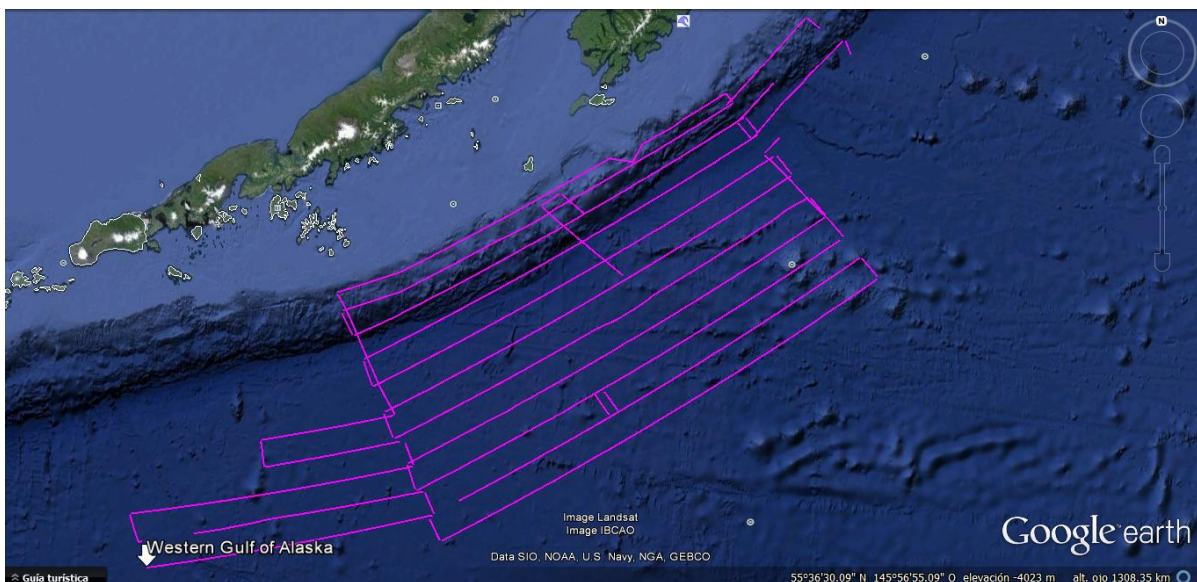 N
Western Gulf of Alaska
Image Landsat
Image IBCAO
Data SIO, NOAA, U.S. Navy, NGA, GEBCO
Google earth
Guía turística
55°36'30.09" N 145°56'55.09" O elevación -4023 m alt. ojo 1308.35 km